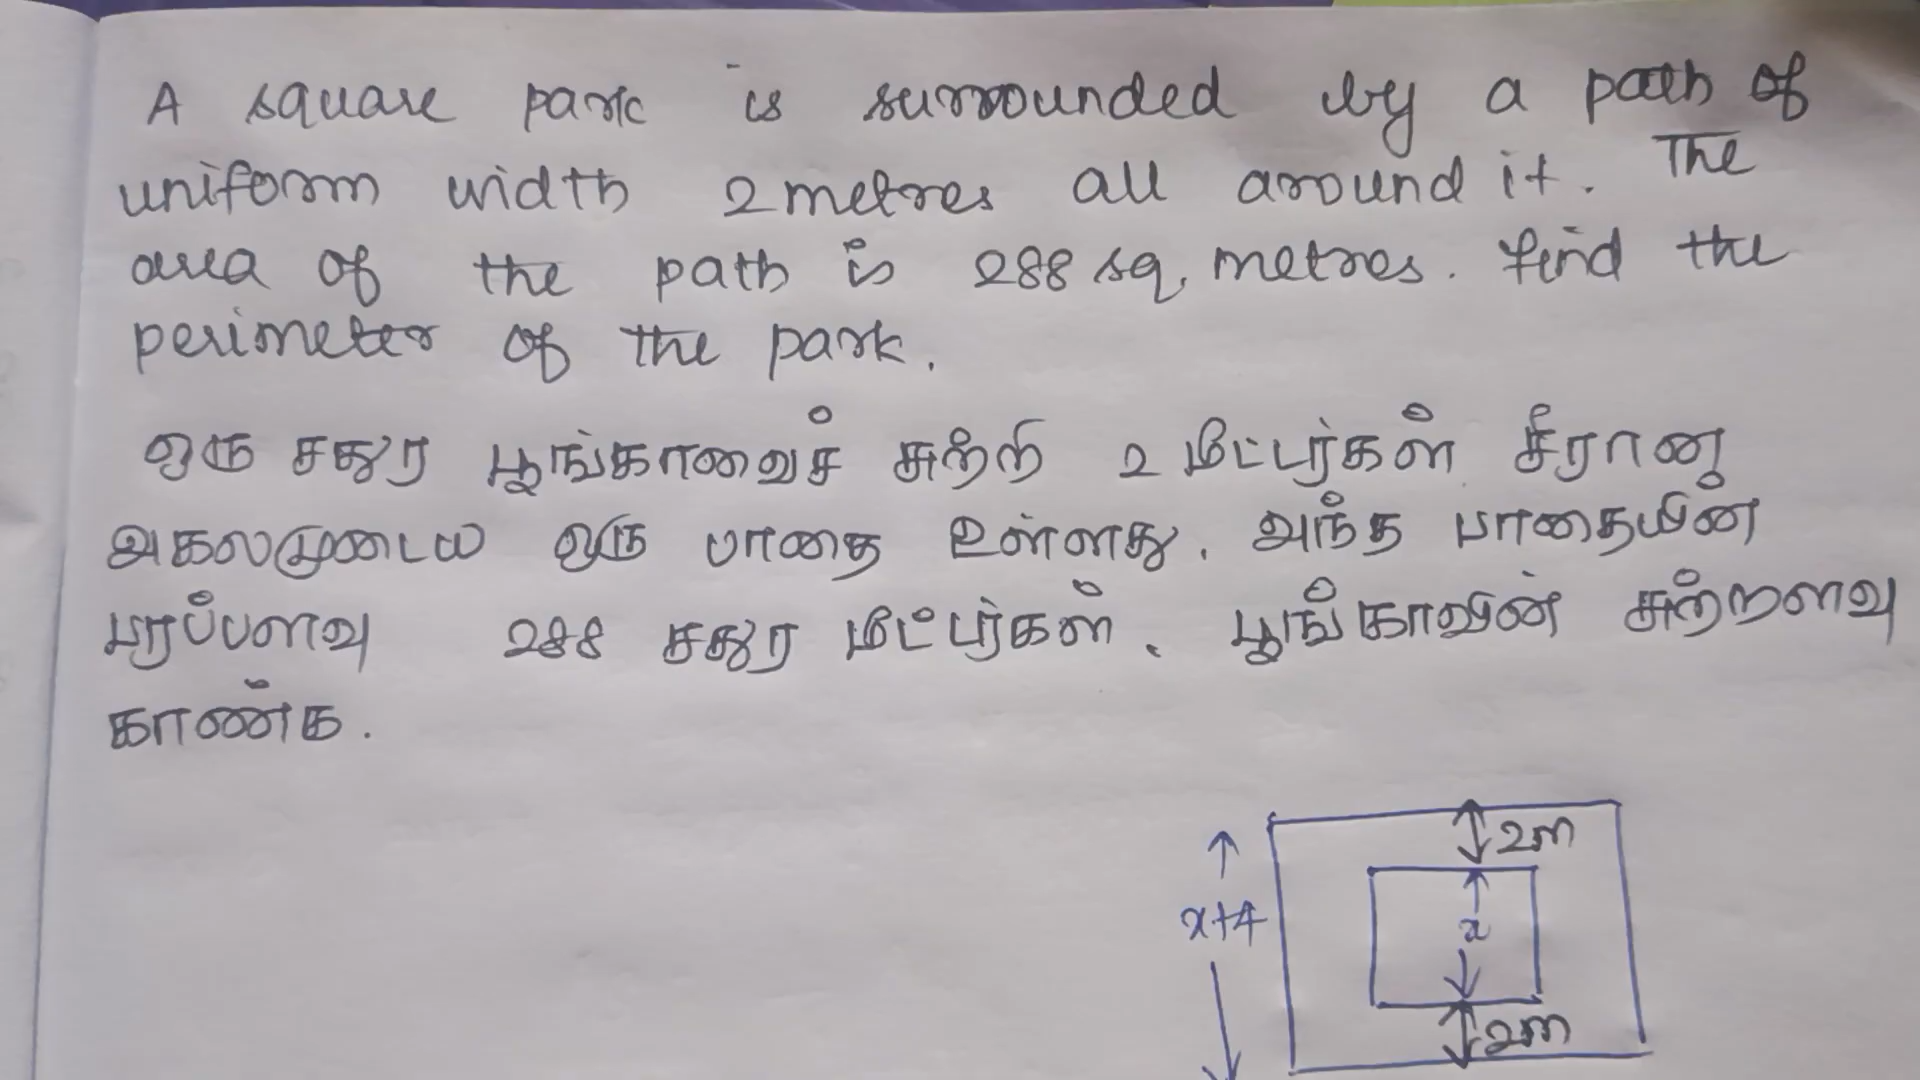 A square park is surrounded by a path of
uniform width 2 metres all around it. The
area of the path is 288 sq. metres. Find the
perimeter of the park.
ஒரு சதுர பூங்காவைச் சுற்றி 2 மீட்டர்கள் சீரான
அகலமுடைய ஒரு பாதை உள்ளது. அந்த பாதையின்
பரப்பளவு 288 சதுர மீட்டர்கள். பூங்காவின் சுற்றளவு
காண்க.
2m
x+4
x
2m